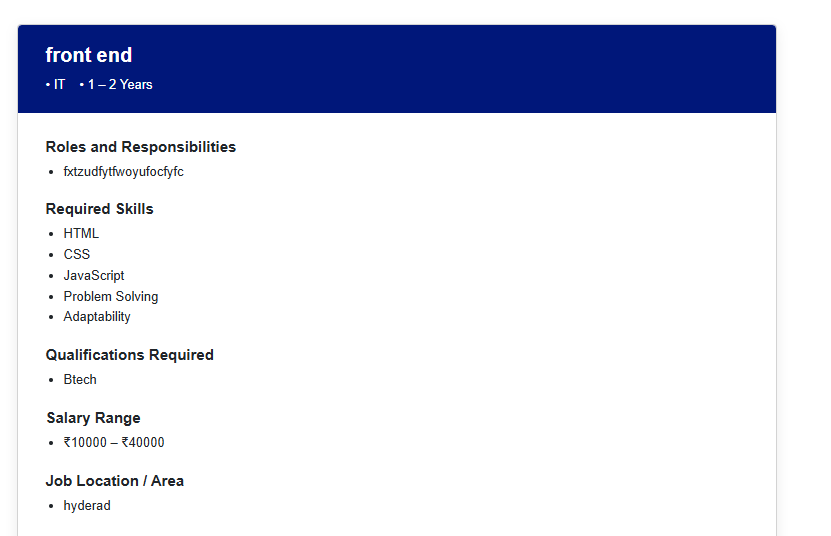 front end
• IT • 1 – 2 Years
Roles and Responsibilities
• fxtzudfytfwoyufocfyfc
Required Skills
• HTML
• CSS
• JavaScript
• Problem Solving
• Adaptability
Qualifications Required
• Btech
Salary Range
• ₹10000 – ₹40000
Job Location / Area
• hyderad